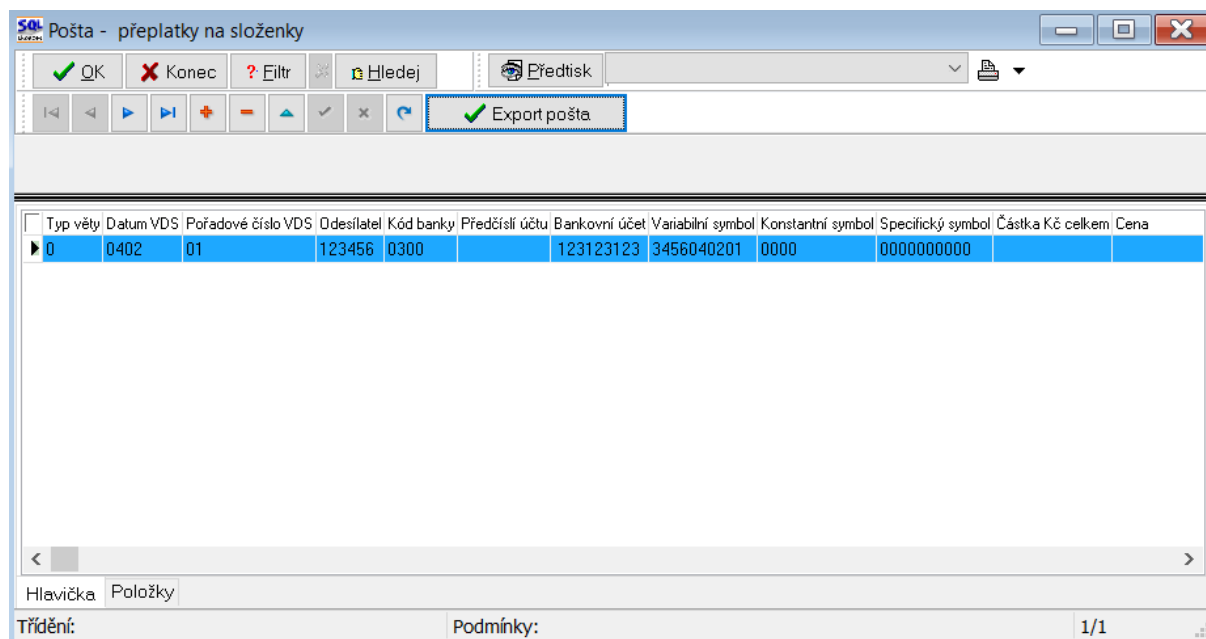 SQL Pošta - přeplatky na složenky
OK Konec ? Filtr Hledej Předtisk
Export pošta
Typ věty Datum VDS Pořadové číslo VDS Odesílatel Kód banky Předčíslí účtu Bankovní účet Variabilní symbol Konstantní symbol Specifický symbol Částka Kč celkem Cena
0 0402 01 123456 0300 123123123 3456040201 0000 0000000000
Hlavička Položky
Třídění: Podmínky: 1/1